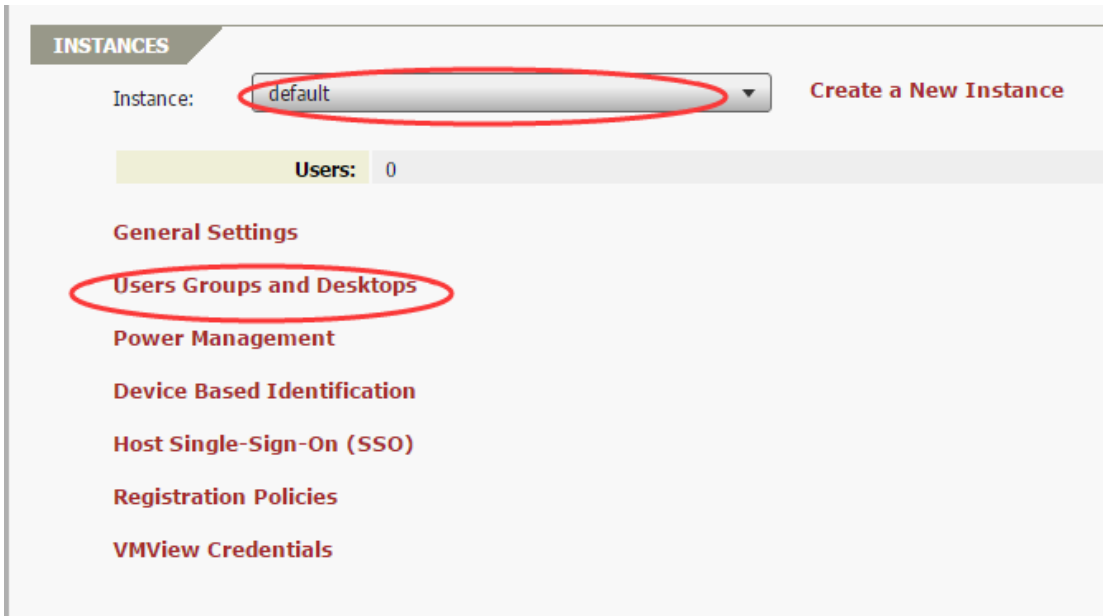 INSTANCES
Instance: default Create a New Instance
Users: 0
General Settings
Users Groups and Desktops
Power Management
Device Based Identification
Host Single-Sign-On (SSO)
Registration Policies
VMView Credentials